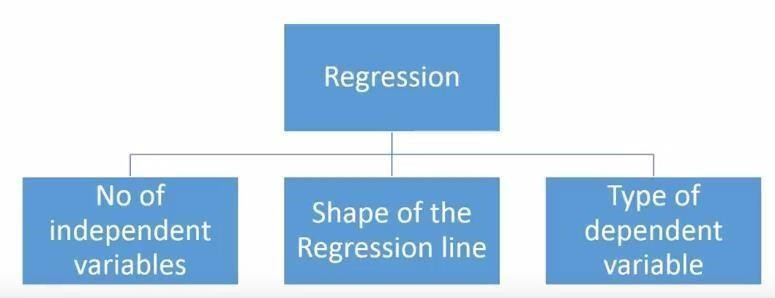 Regression
No of
independent
variables
Shape of the
Regression line
Type of
dependent
variable